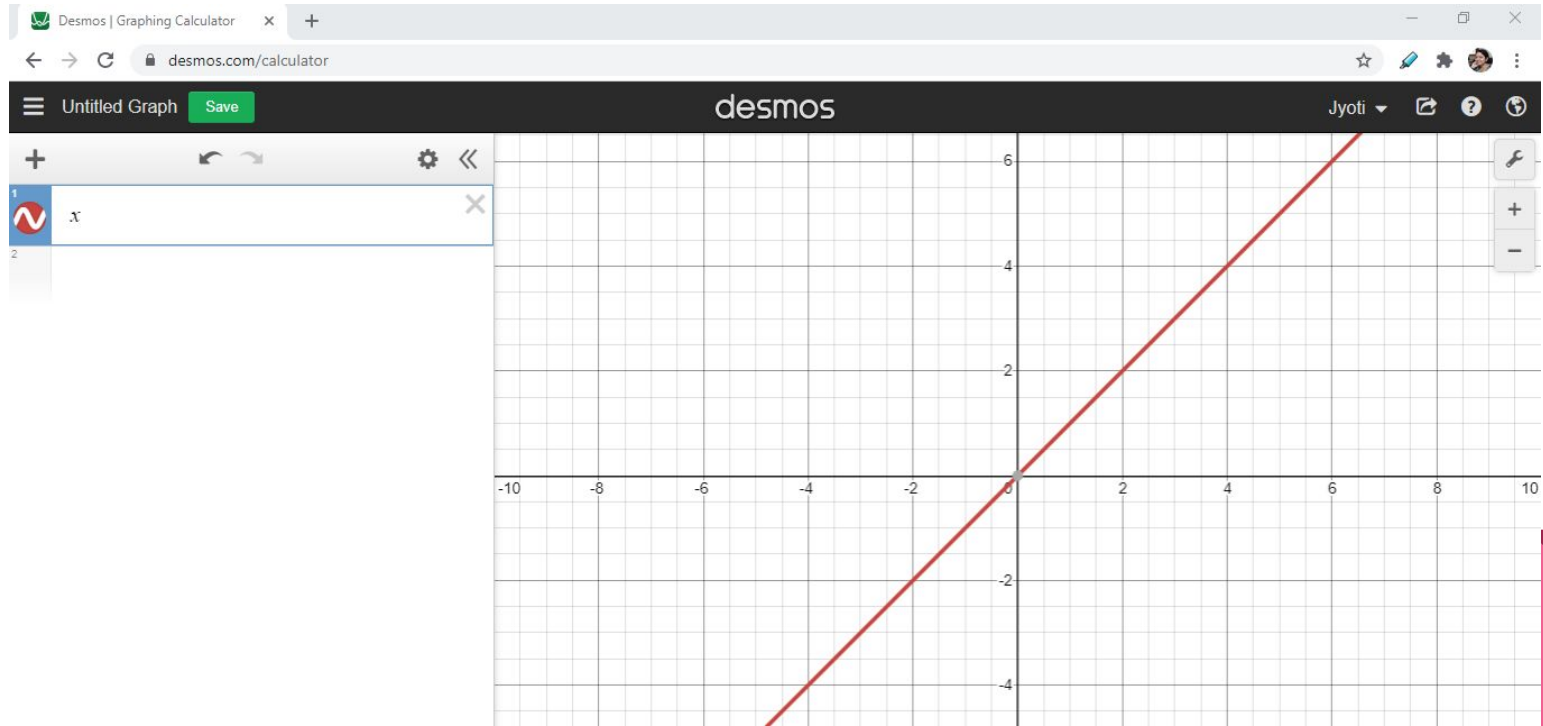 Desmos | Graphing Calculator
desmos.com/calculator
Untitled Graph Save desmos Jyoti
1
x
2
6
4
2
-10 -8 -6 -4 -2 0 2 4 6 8 10
-2
-4